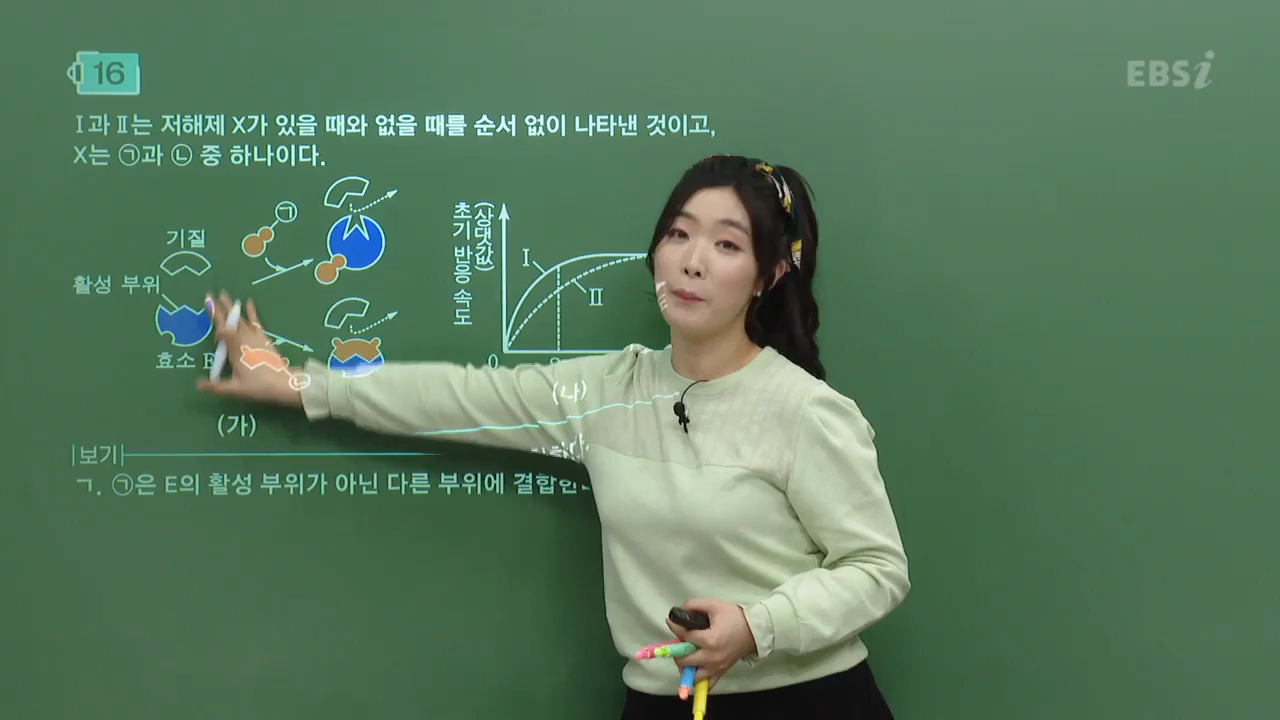 16
EBSi
Ⅰ과 Ⅱ는 저해제 X가 있을 때와 없을 때를 순서 없이 나타낸 것이고,
X는 ㉠과 ㉡ 중 하나이다.
기질
㉠
활성 부위
효소 E
㉡
(가)
초기 반응 속도
(상댓값)
Ⅰ
Ⅱ
0
S
(나)
보기
ㄱ. ㉠은 E의 활성 부위가 아닌 다른 부위에 결합한다